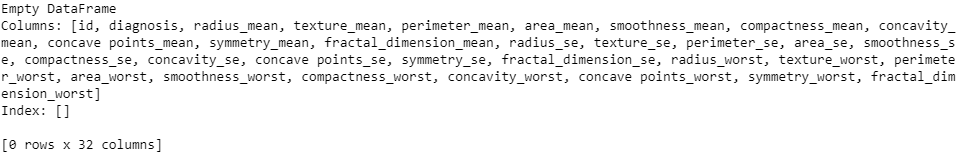 Empty DataFrame
Columns: [id, diagnosis, radius_mean, texture_mean, perimeter_mean, area_mean, smoothness_mean, compactness_mean, concavity_
mean, concave points_mean, symmetry_mean, fractal_dimension_mean, radius_se, texture_se, perimeter_se, area_se, smoothness_s
e, compactness_se, concavity_se, concave points_se, symmetry_se, fractal_dimension_se, radius_worst, texture_worst, perimete
r_worst, area_worst, smoothness_worst, compactness_worst, concavity_worst, concave points_worst, symmetry_worst, fractal_dim
ension_worst]
Index: []
[0 rows x 32 columns]